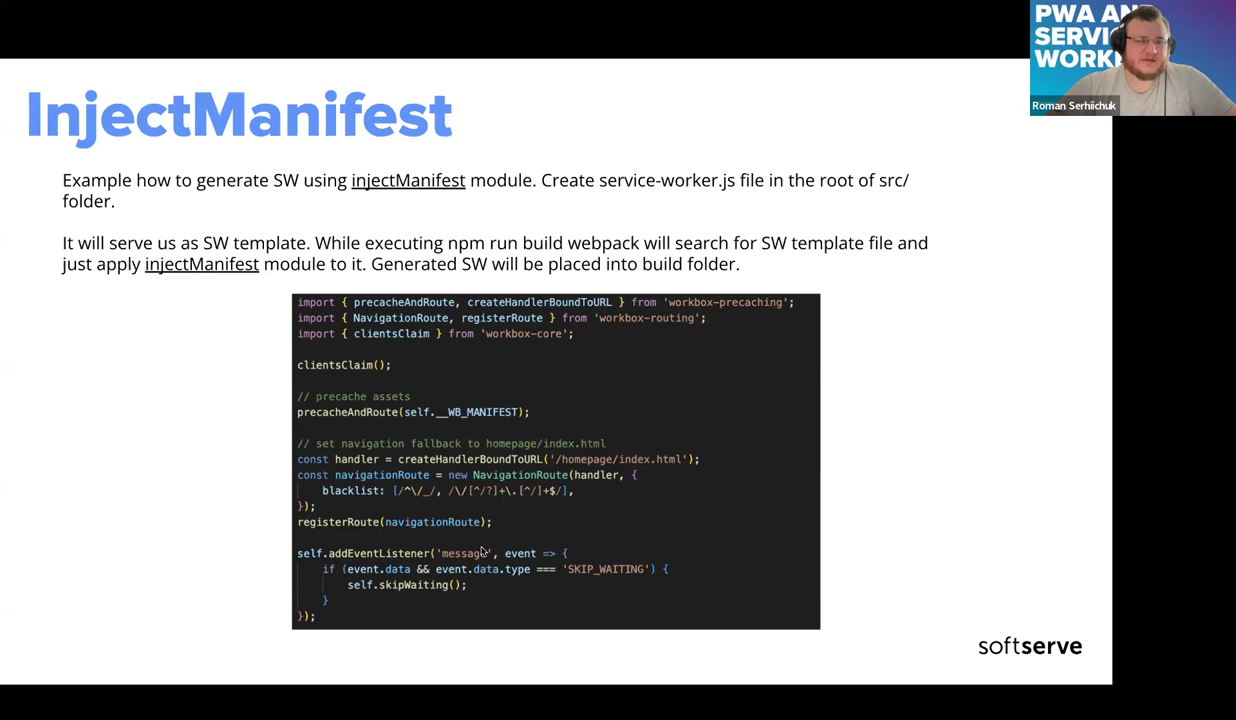 PWA AN
SERVI
WORK
Roman Serhiichuk
InjectManifest
Example how to generate SW using injectManifest module. Create service-worker.js file in the root of src/
folder.
It will serve us as SW template. While executing npm run build webpack will search for SW template file and
just apply injectManifest module to it. Generated SW will be placed into build folder.
import { precacheAndRoute, createHandlerBoundToURL } from 'workbox-precaching';
import { NavigationRoute, registerRoute } from 'workbox-routing';
import { clientsClaim } from 'workbox-core';
clientsClaim();
// precache assets
precacheAndRoute(self.__WB_MANIFEST);
// set navigation fallback to homepage/index.html
const handler = createHandlerBoundToURL('/homepage/index.html');
const navigationRoute = new NavigationRoute(handler, {
blacklist: [/^\/_/, /\/[^/?]+\.[^/]+$/],
});
registerRoute(navigationRoute);
self.addEventListener('message', event => {
if (event.data && event.data.type === 'SKIP_WAITING') {
self.skipWaiting();
}
});
softserve